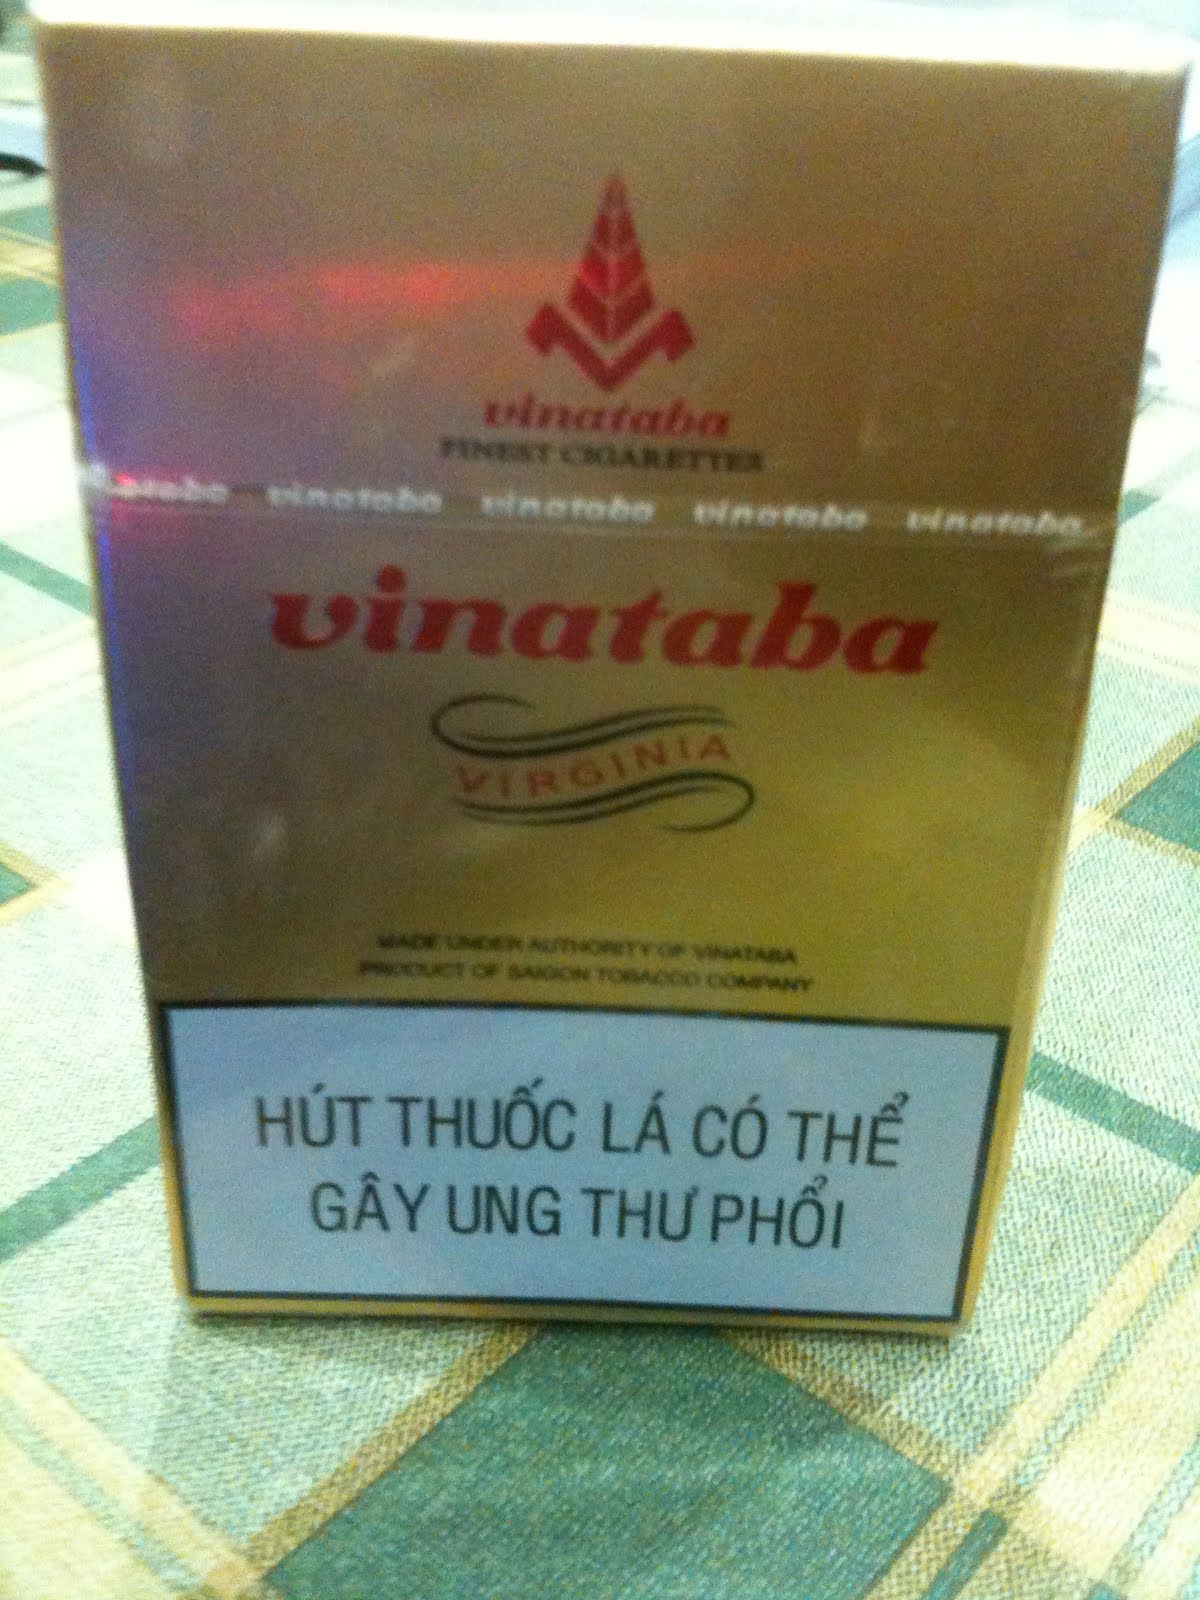 vinataba
FINEST CIGARETTES
vinataba vinataba vinataba vinataba vinataba
vinataba
VIRGINIA
MADE UNDER AUTHORITY OF VINATABA
PRODUCT OF SAIGON TOBACCO COMPANY
HÚT THUỐC LÁ CÓ THỂ
GÂY UNG THƯ PHỔI